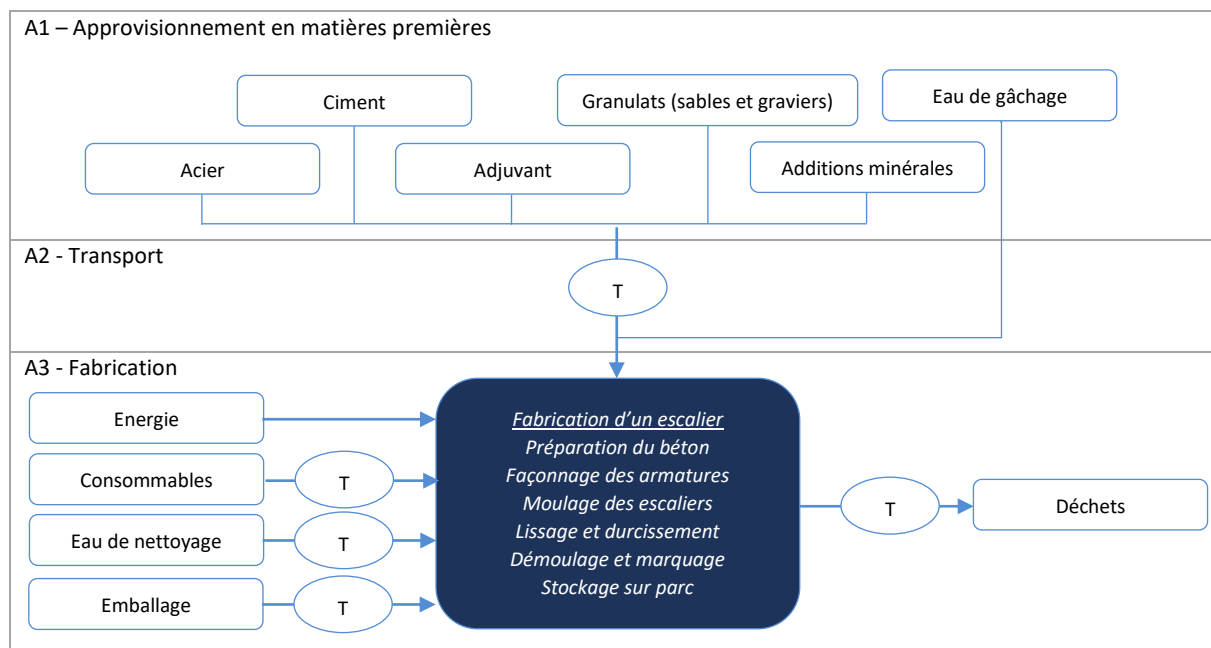 A1 – Approvisionnement en matières premières
Ciment
Granulats (sables et graviers)
Eau de gâchage
Acier
Adjuvant
Additions minérales
A2 - Transport
T
A3 - Fabrication
Energie
Consommables
T
Eau de nettoyage
T
Emballage
T
Fabrication d’un escalier
Préparation du béton
Façonnage des armatures
Moulage des escaliers
Lissage et durcissement
Démoulage et marquage
Stockage sur parc
T
Déchets